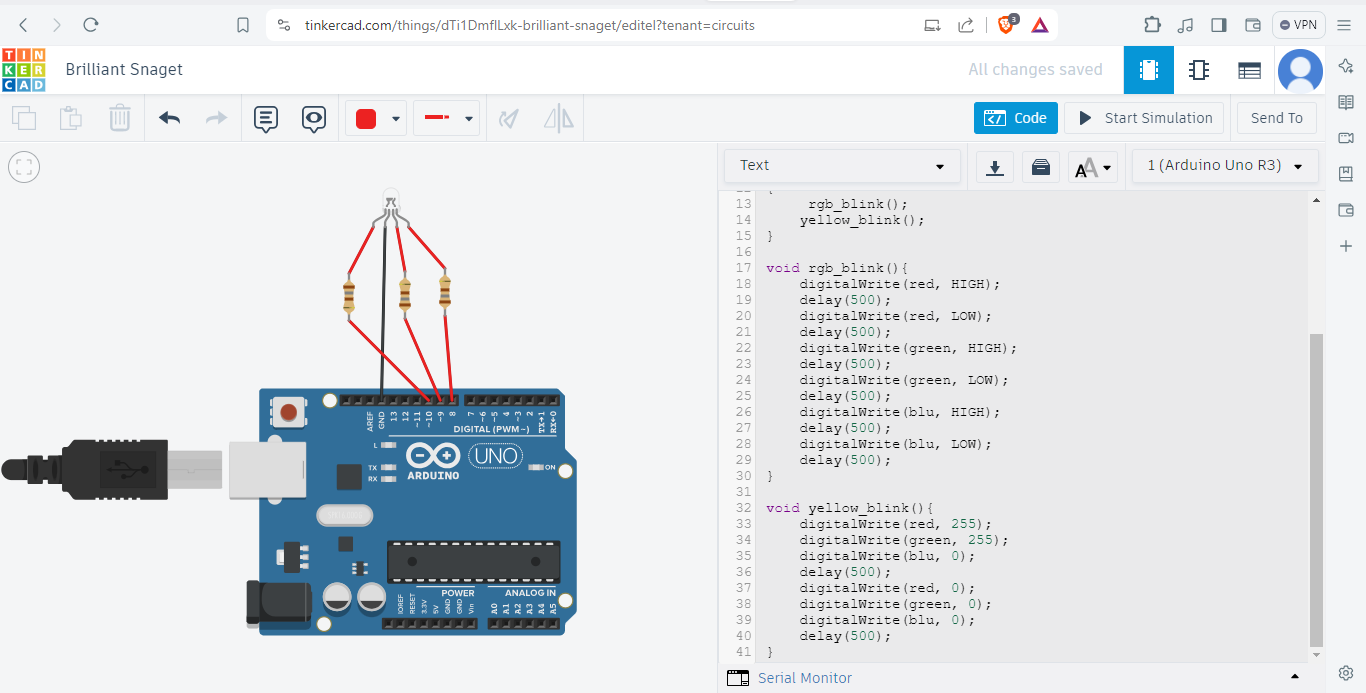 tinkercad.com/things/dTi1DmflLxk-brilliant-snaget/editel?tenant=circuits
3
VPN
TIN
KER
CAD
Brilliant Snaget
All changes saved
Code
Start Simulation
Send To
Text
1 (Arduino Uno R3)
13 rgb_blink();
14 yellow_blink();
15 }
16
17 void rgb_blink(){
18 digitalWrite(red, HIGH);
19 delay(500);
20 digitalWrite(red, LOW);
21 delay(500);
22 digitalWrite(green, HIGH);
23 delay(500);
24 digitalWrite(green, LOW);
25 delay(500);
26 digitalWrite(blu, HIGH);
27 delay(500);
28 digitalWrite(blu, LOW);
29 delay(500);
30 }
31
32 void yellow_blink(){
33 digitalWrite(red, 255);
34 digitalWrite(green, 255);
35 digitalWrite(blu, 0);
36 delay(500);
37 digitalWrite(red, 0);
38 digitalWrite(green, 0);
39 digitalWrite(blu, 0);
40 delay(500);
41 }
Serial Monitor
AREF
GND
13
12
~11
~10
~9
8
7
~6
~5
4
~3
2
TX→1
RX←0
DIGITAL (PWM~)
L
TX
RX
ARDUINO
UNO
ON
IOREF
RESET
3.3V
5V
GND
GND
Vin
POWER
ANALOG IN
A0
A1
A2
A3
A4
A5